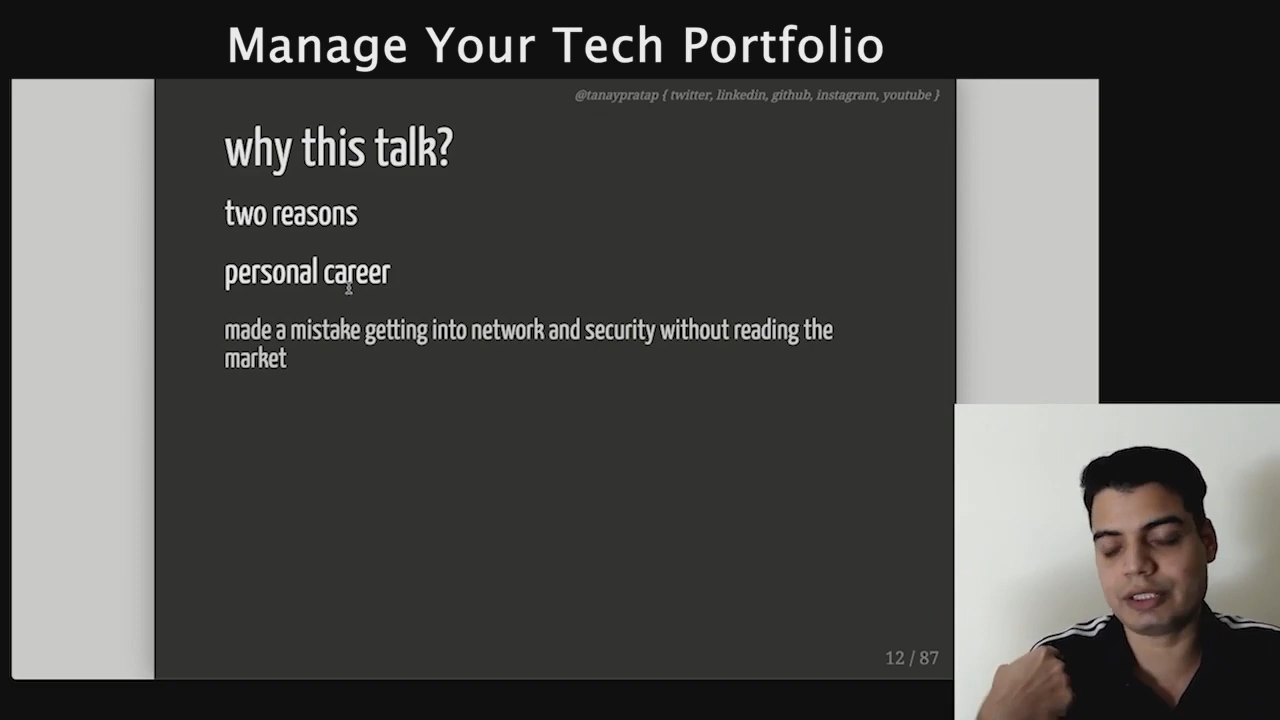 Manage Your Tech Portfolio
@tanaypratap { twitter, linkedin, github, instagram, youtube }
why this talk?
two reasons
personal career
made a mistake getting into network and security without reading the
market
12 / 87